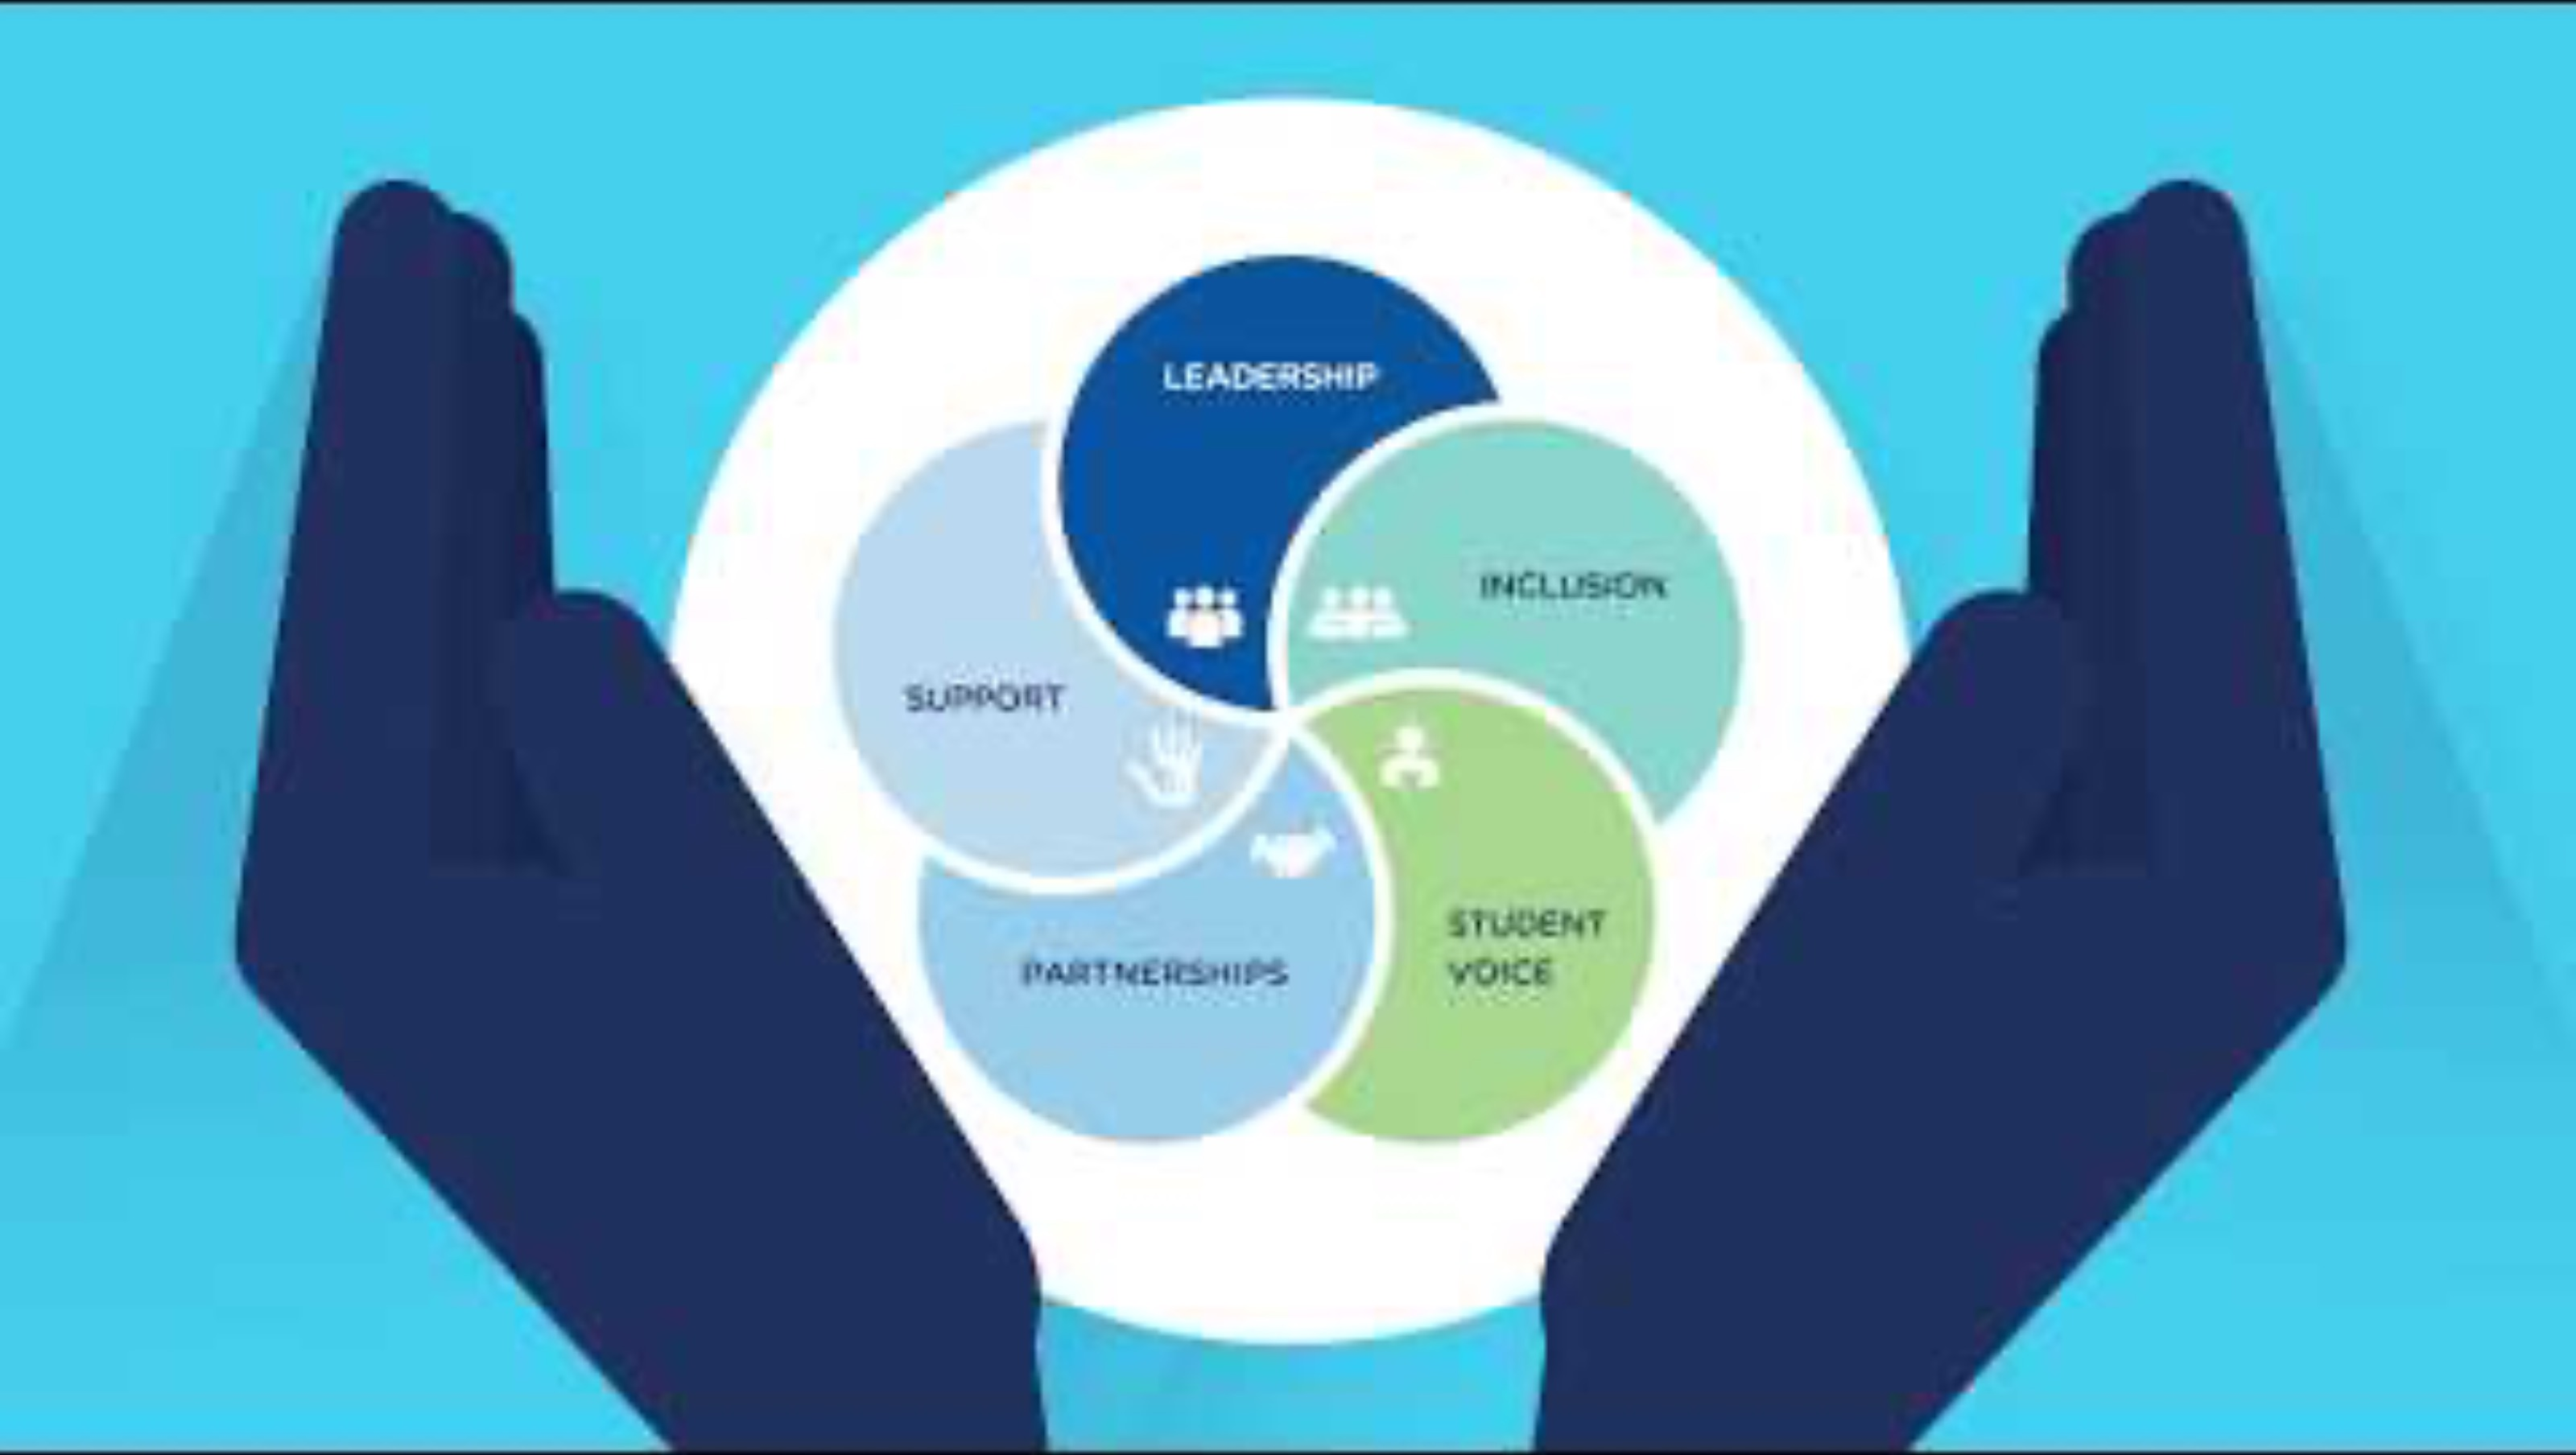 LEADERSHIP
INCLUSION
SUPPORT
STUDENT
VOICE
PARTNERSHIPS